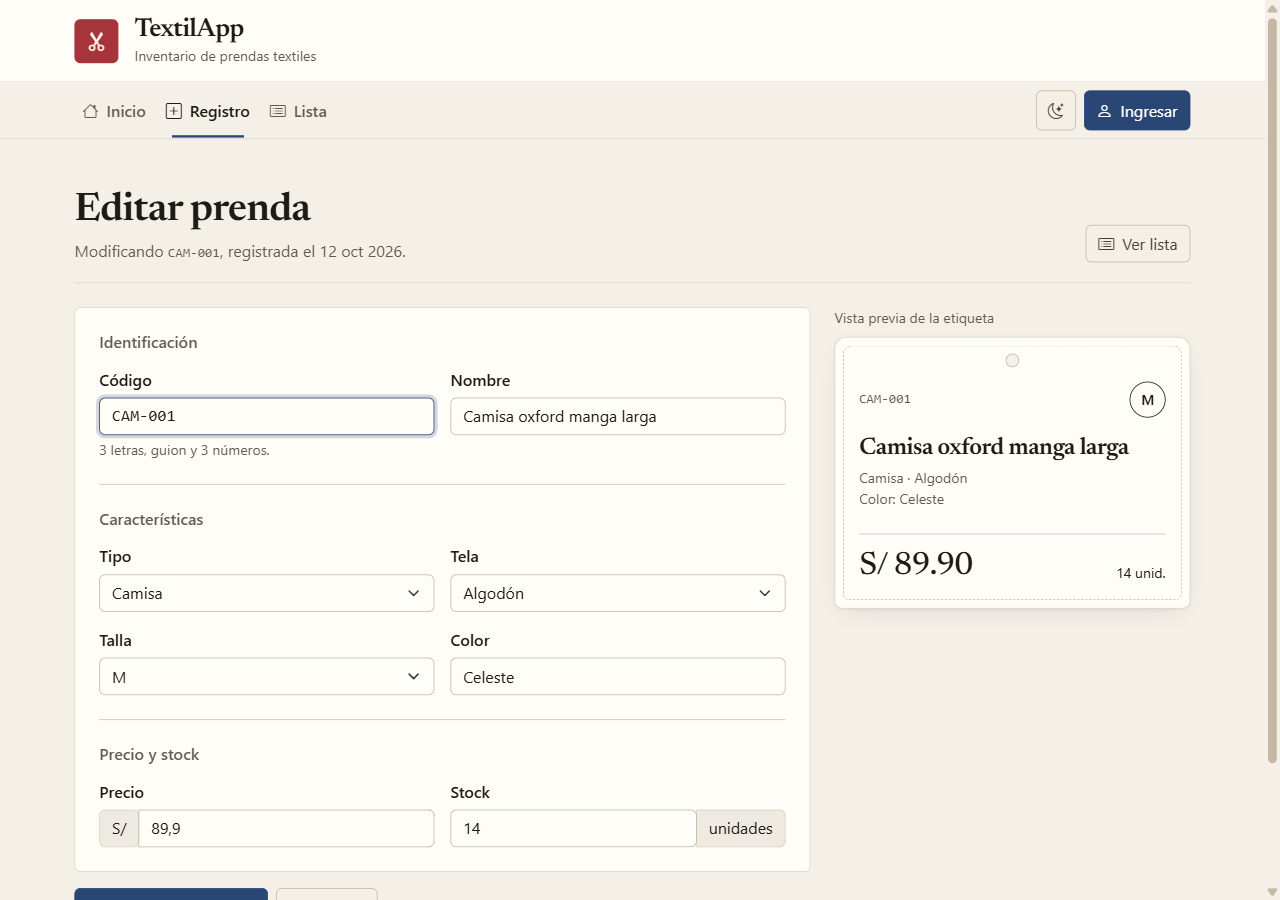 TextilApp
Inventario de prendas textiles
Inicio
Registro
Lista
Ingresar
Editar prenda
Modificando CAM-001, registrada el 12 oct 2026.
Ver lista
Identificación
Código
Nombre
CAM-001
Camisa oxford manga larga
3 letras, guion y 3 números.
Características
Tipo
Tela
Camisa
Algodón
Talla
Color
M
Celeste
Precio y stock
Precio
Stock
S/
89,9
14
unidades
Vista previa de la etiqueta
CAM-001
M
Camisa oxford manga larga
Camisa · Algodón
Color: Celeste
S/ 89.90
14 unid.